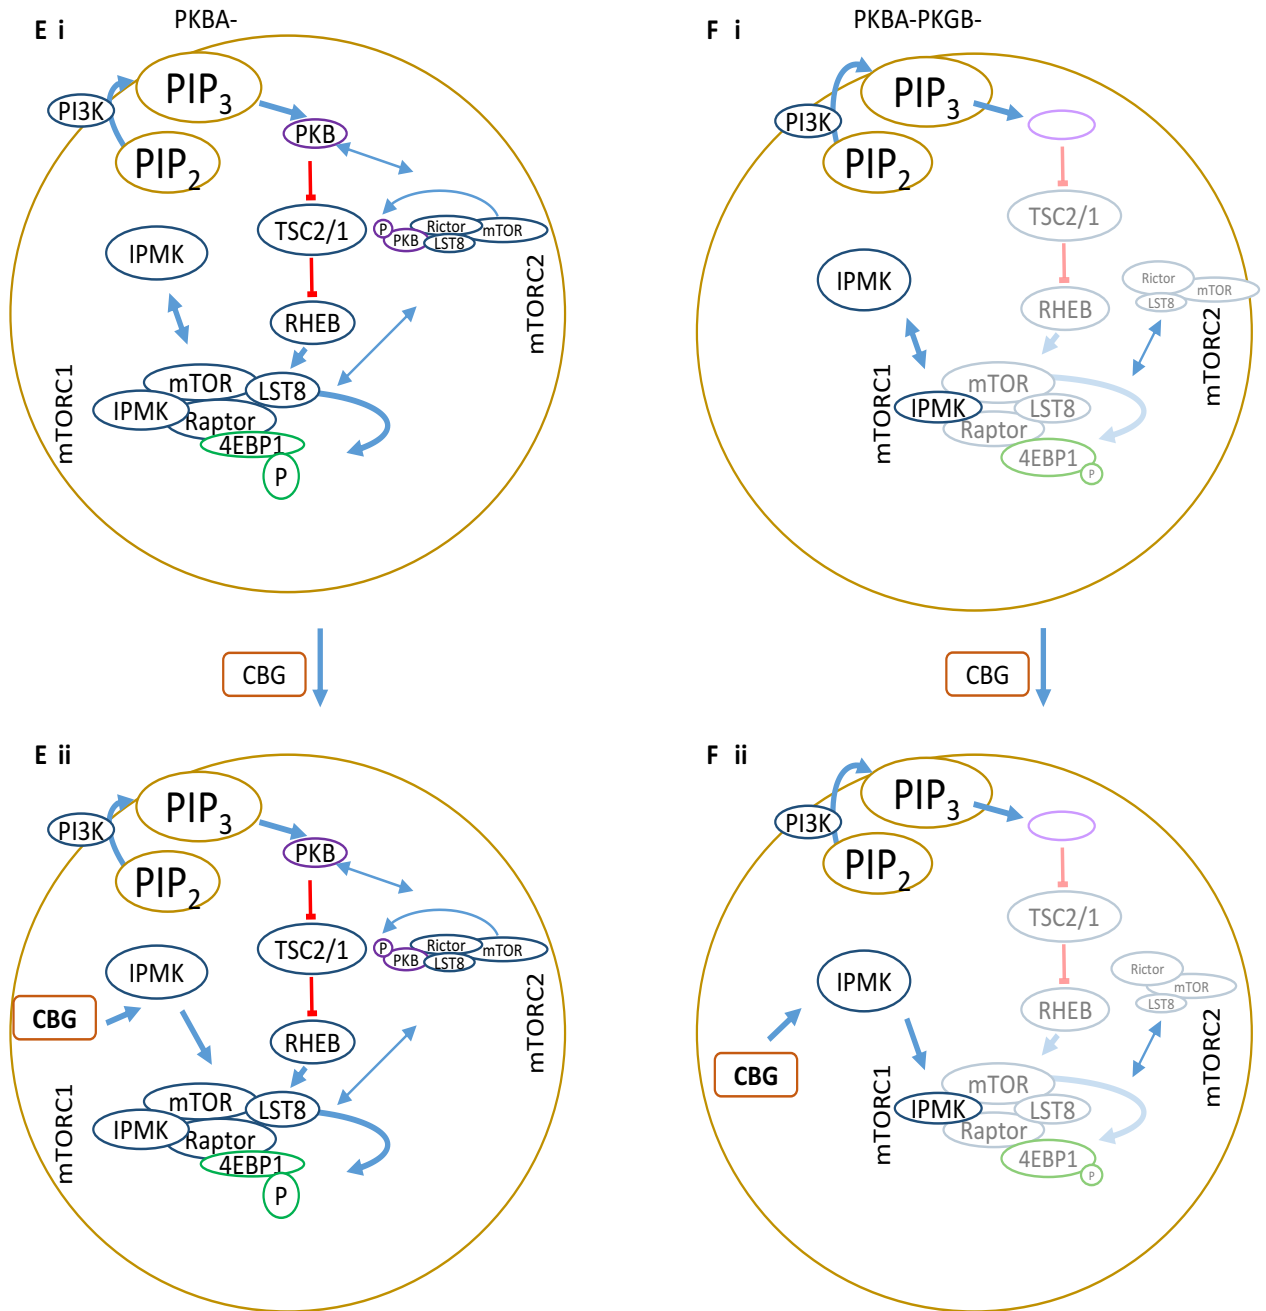 E i
PKBA-
PIP3
PI3K
PKB
PIP2
TSC2/1
P
Rictor
mTOR
PKB
LST8
IPMK
mTORC2
RHEB
mTORC1
mTOR
LST8
IPMK
Raptor
4EBP1
P
CBG
F i
PKBA-PKGB-
PIP3
PI3K
PIP2
TSC2/1
IPMK
Rictor
mTOR
LST8
RHEB
mTORC2
mTORC1
mTOR
IPMK
LST8
Raptor
4EBP1
P
CBG
E ii
PIP3
PI3K
PKB
PIP2
TSC2/1
P
Rictor
mTOR
PKB
LST8
IPMK
CBG
mTORC2
RHEB
mTORC1
mTOR
LST8
IPMK
Raptor
4EBP1
P
F ii
PIP3
PI3K
PIP2
TSC2/1
IPMK
Rictor
mTOR
LST8
RHEB
mTORC2
CBG
mTORC1
mTOR
IPMK
LST8
Raptor
4EBP1
P